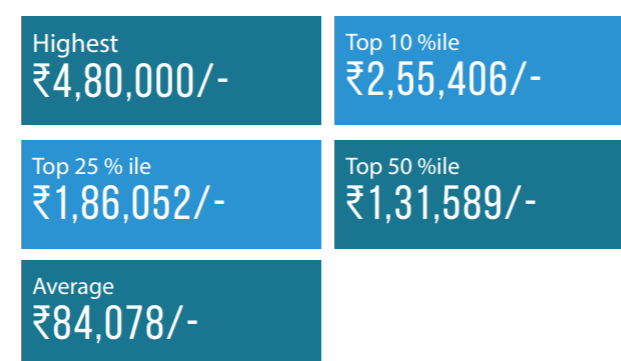 Highest
₹4,80,000/-
Top 10 %ile
₹2,55,406/-
Top 25 % ile
₹1,86,052/-
Top 50 %ile
₹1,31,589/-
Average
₹84,078/-